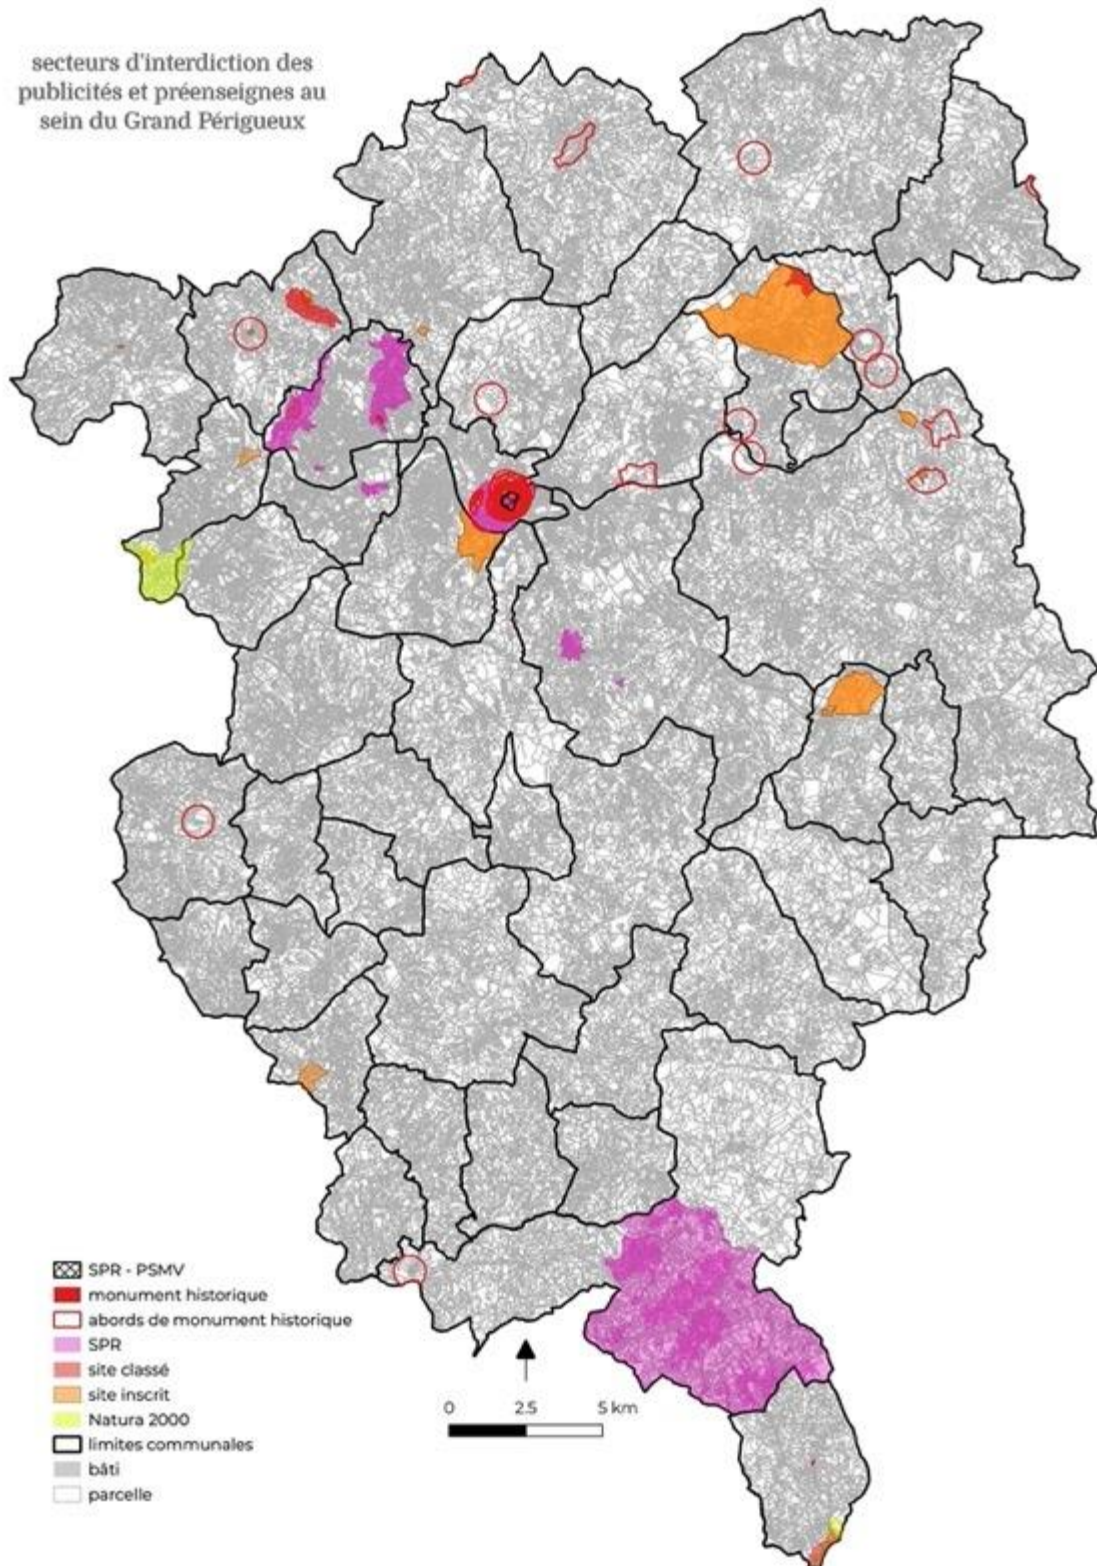 secteurs d'interdiction des
publicités et préenseignes au
sein du Grand Périgueux
SPR - PSMV
monument historique
abords de monument historique
SPR
site classé
site inscrit
Natura 2000
limites communales
bâti
parcelle
0 2.5 5 km